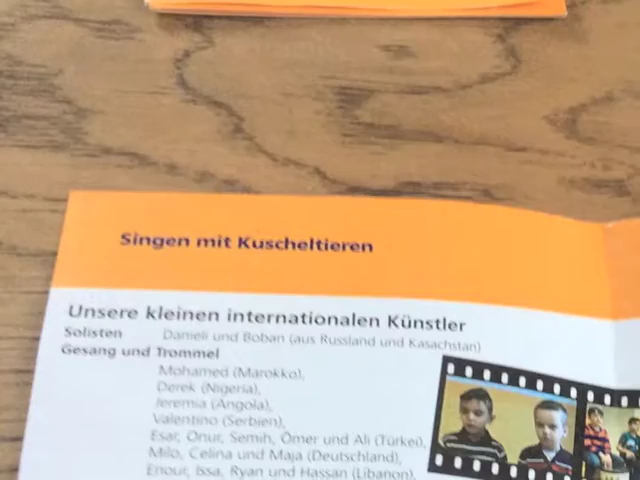 Singen mit Kuscheltieren
Unsere kleinen internationalen Künstler
Solisten Danieli und Boban (aus Russland und Kasachstan)
Gesang und Trommel
Mohamed (Marokko),
Derek (Nigeria),
Jeremia (Angola),
Valentino (Serbien),
Esar, Onur, Semih, Ömer und Ali (Türkei),
Milo, Celina und Maja (Deutschland),
Enour, Issa, Ryan und Hassan (Libanon),